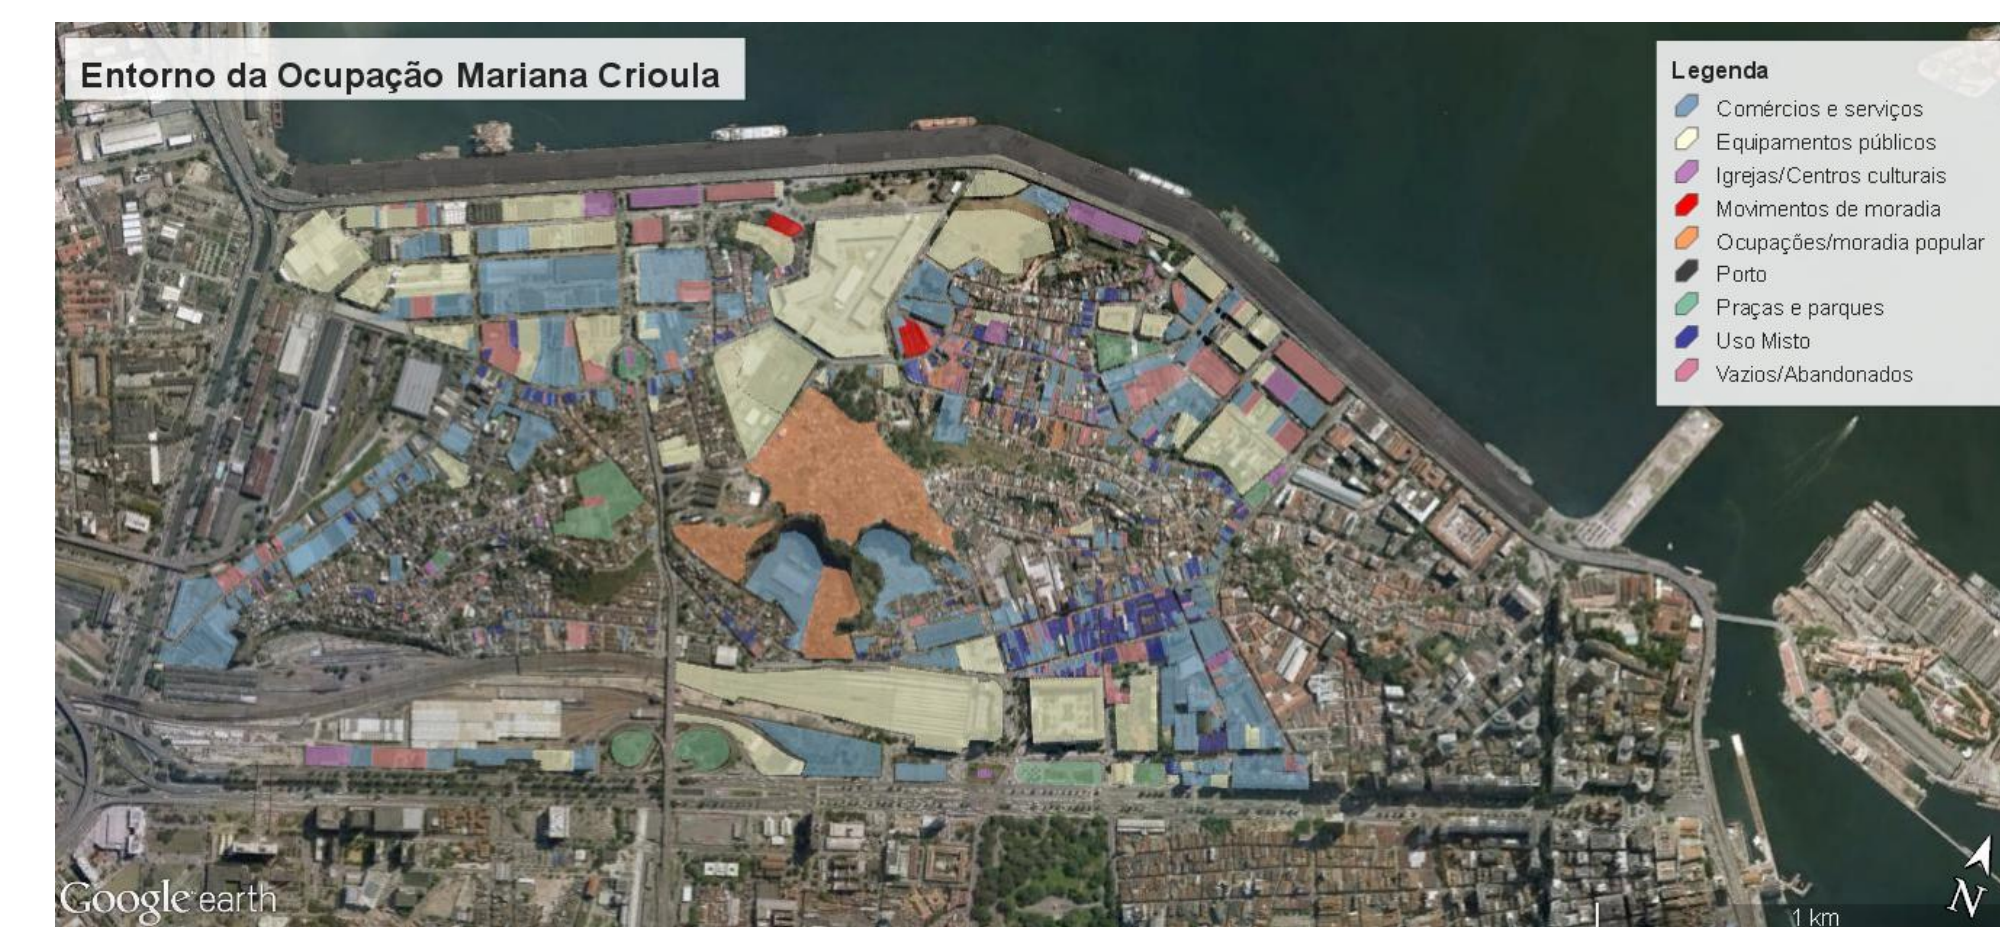 Entorno da Ocupação Mariana Crioula
Legenda
Comércios e serviços
Equipamentos públicos
Igrejas/Centros culturais
Movimentos de moradia
Ocupações/moradia popular
Porto
Praças e parques
Uso Misto
Vazios/Abandonados
Google earth
1 km
N